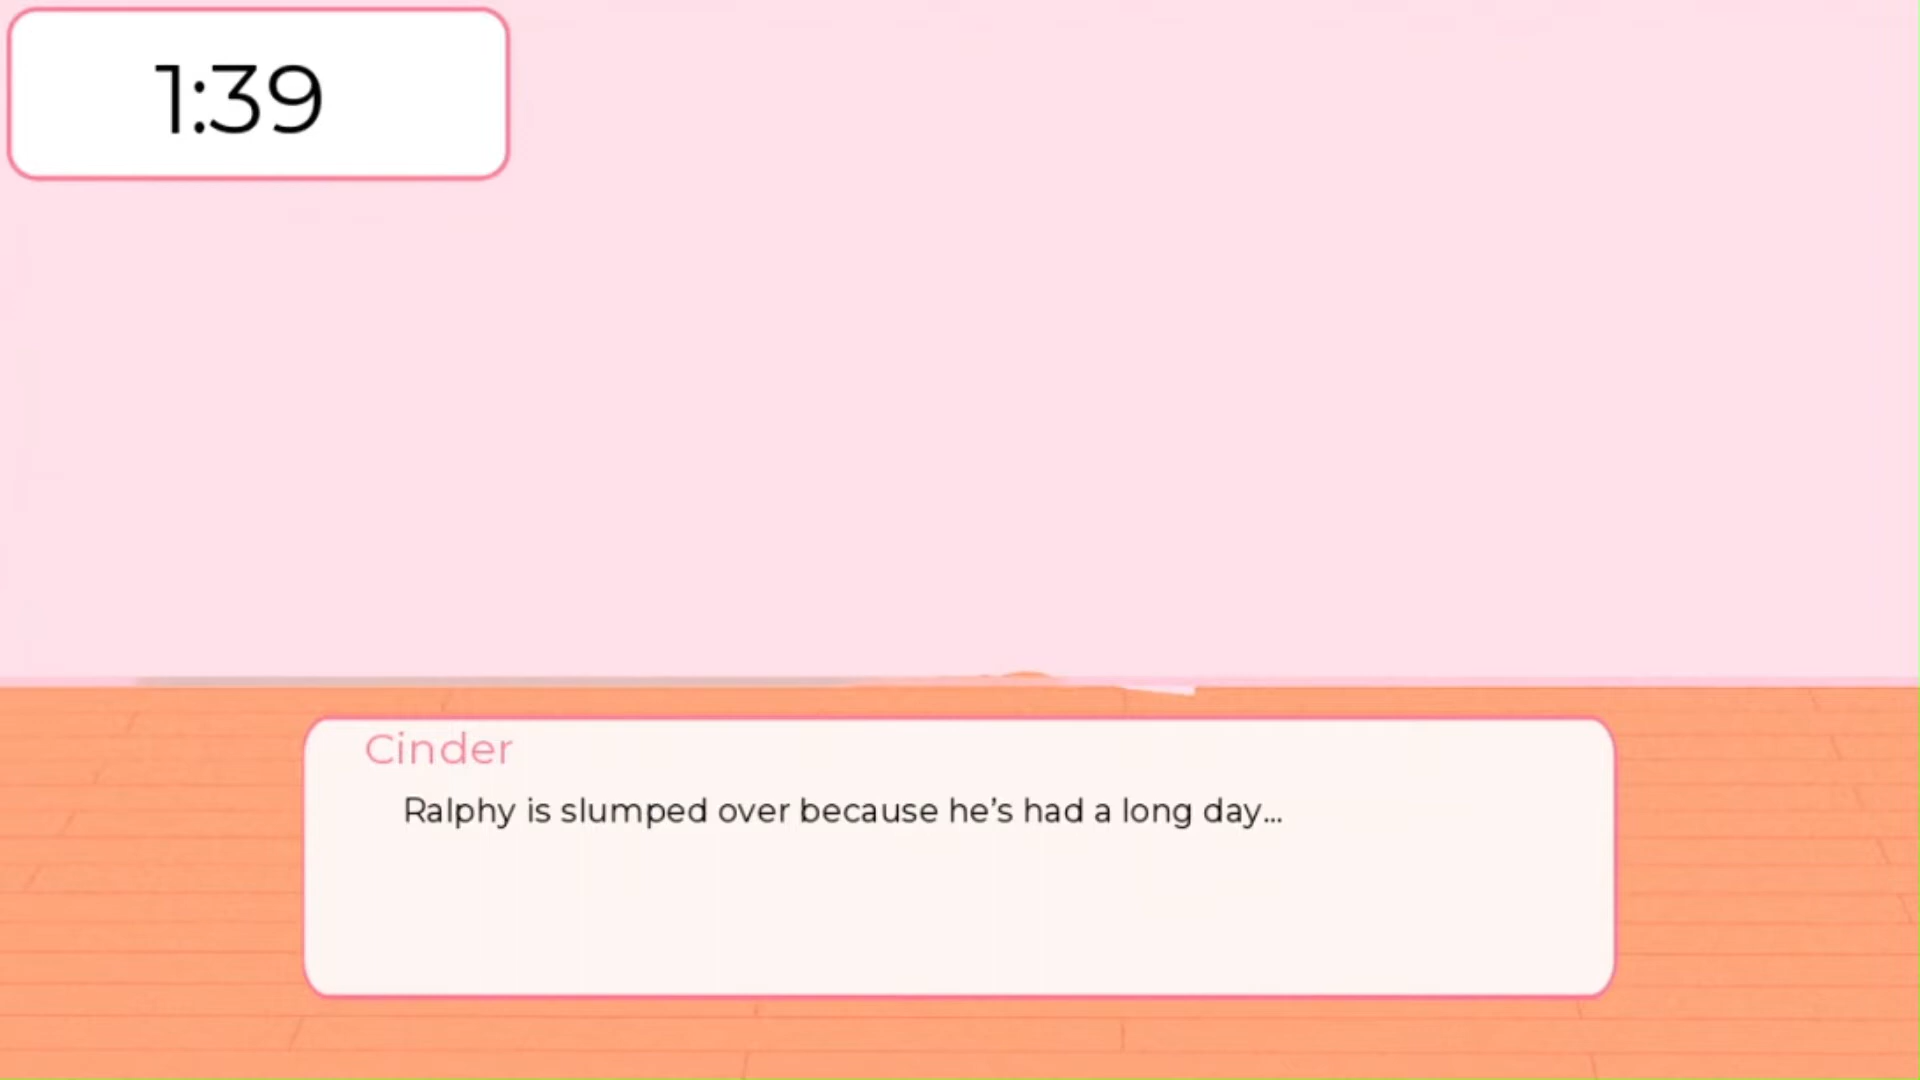 1:39
Cinder
Ralphy is slumped over because he’s had a long day...